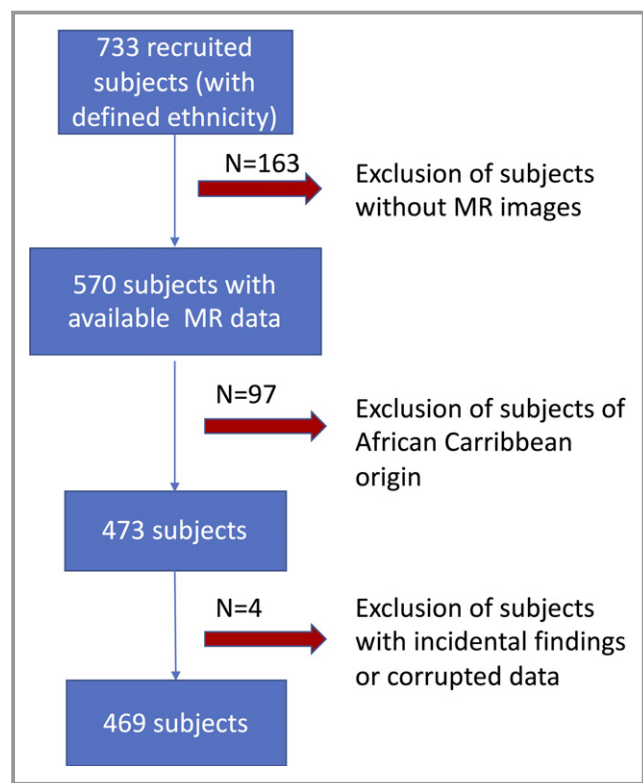 733 recruited
subjects (with
defined ethnicity)
N=163
Exclusion of subjects
without MR images
570 subjects with
available MR data
N=97
Exclusion of subjects of
African Carribbean
origin
473 subjects
N=4
Exclusion of subjects
with incidental findings
or corrupted data
469 subjects